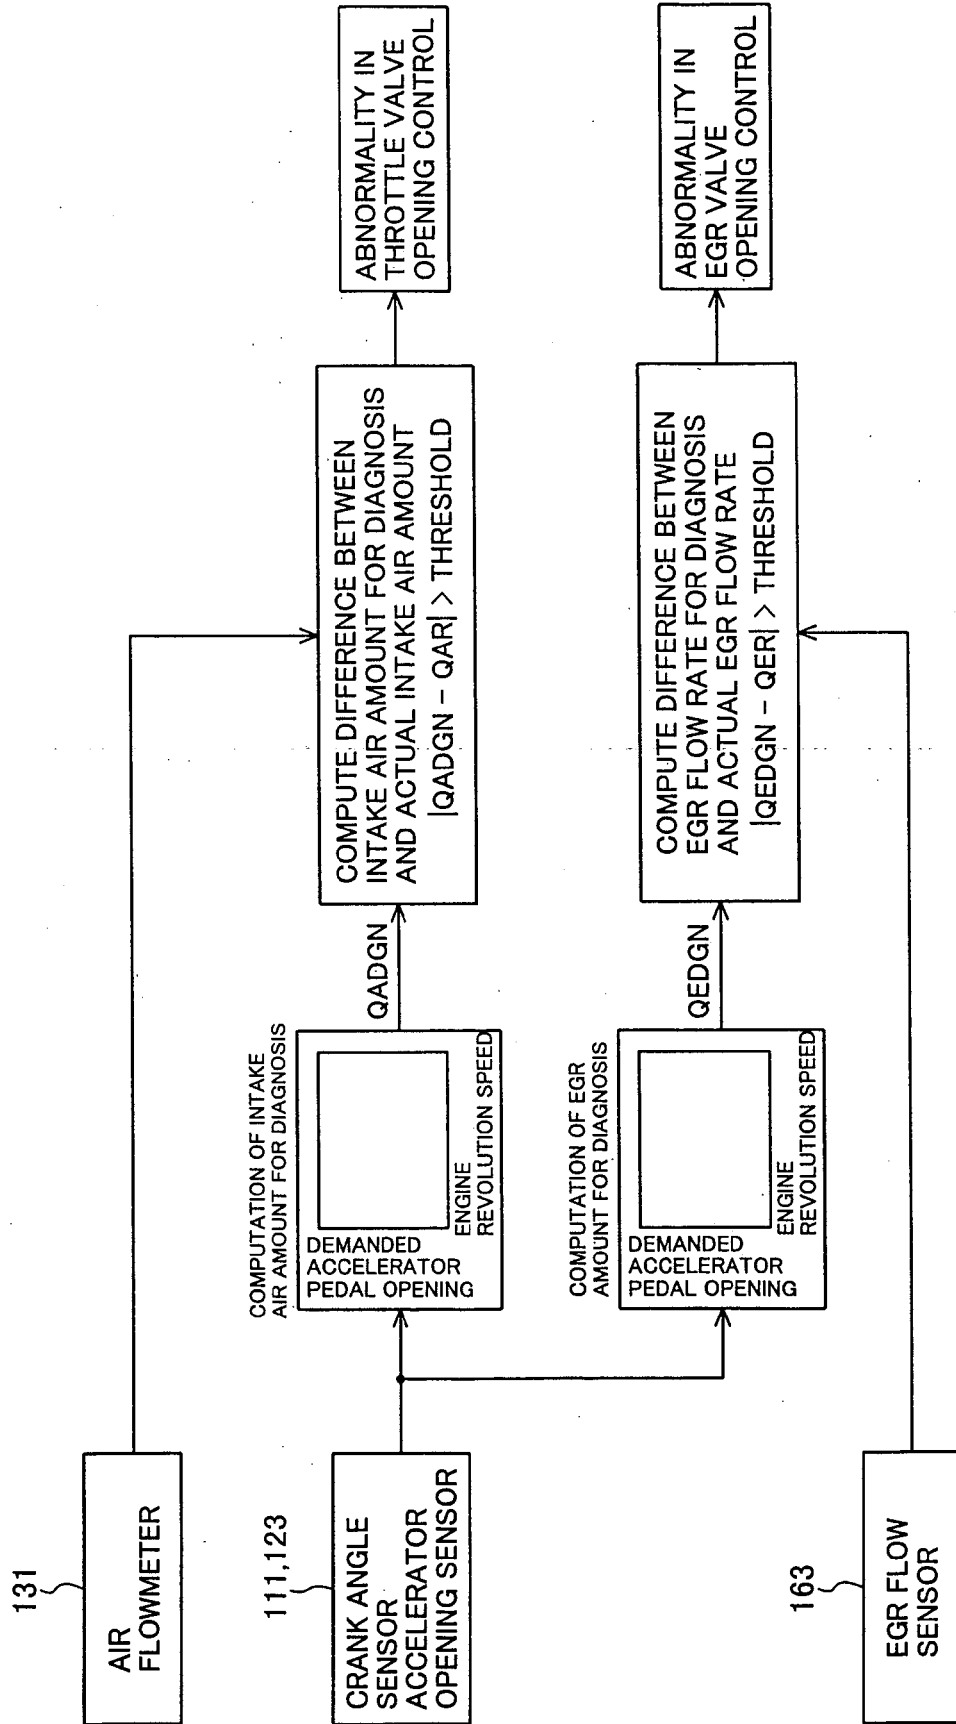 131
AIR
FLOWMETER
111,123
CRANK ANGLE
SENSOR
ACCELERATOR
OPENING SENSOR
163
EGR FLOW
SENSOR
COMPUTATION OF INTAKE
AIR AMOUNT FOR DIAGNOSIS
DEMANDED
ACCELERATOR
PEDAL OPENING
ENGINE
REVOLUTION SPEED
QADGN
COMPUTATION OF EGR
AMOUNT FOR DIAGNOSIS
DEMANDED
ACCELERATOR
PEDAL OPENING
ENGINE
REVOLUTION SPEED
QEDGN
COMPUTE DIFFERENCE BETWEEN
INTAKE AIR AMOUNT FOR DIAGNOSIS
AND ACTUAL INTAKE AIR AMOUNT
|QADGN − QAR| > THRESHOLD
COMPUTE DIFFERENCE BETWEEN
EGR FLOW RATE FOR DIAGNOSIS
AND ACTUAL EGR FLOW RATE
|QEDGN − QER| > THRESHOLD
ABNORMALITY IN
THROTTLE VALVE
OPENING CONTROL
ABNORMALITY IN
EGR VALVE
OPENING CONTROL